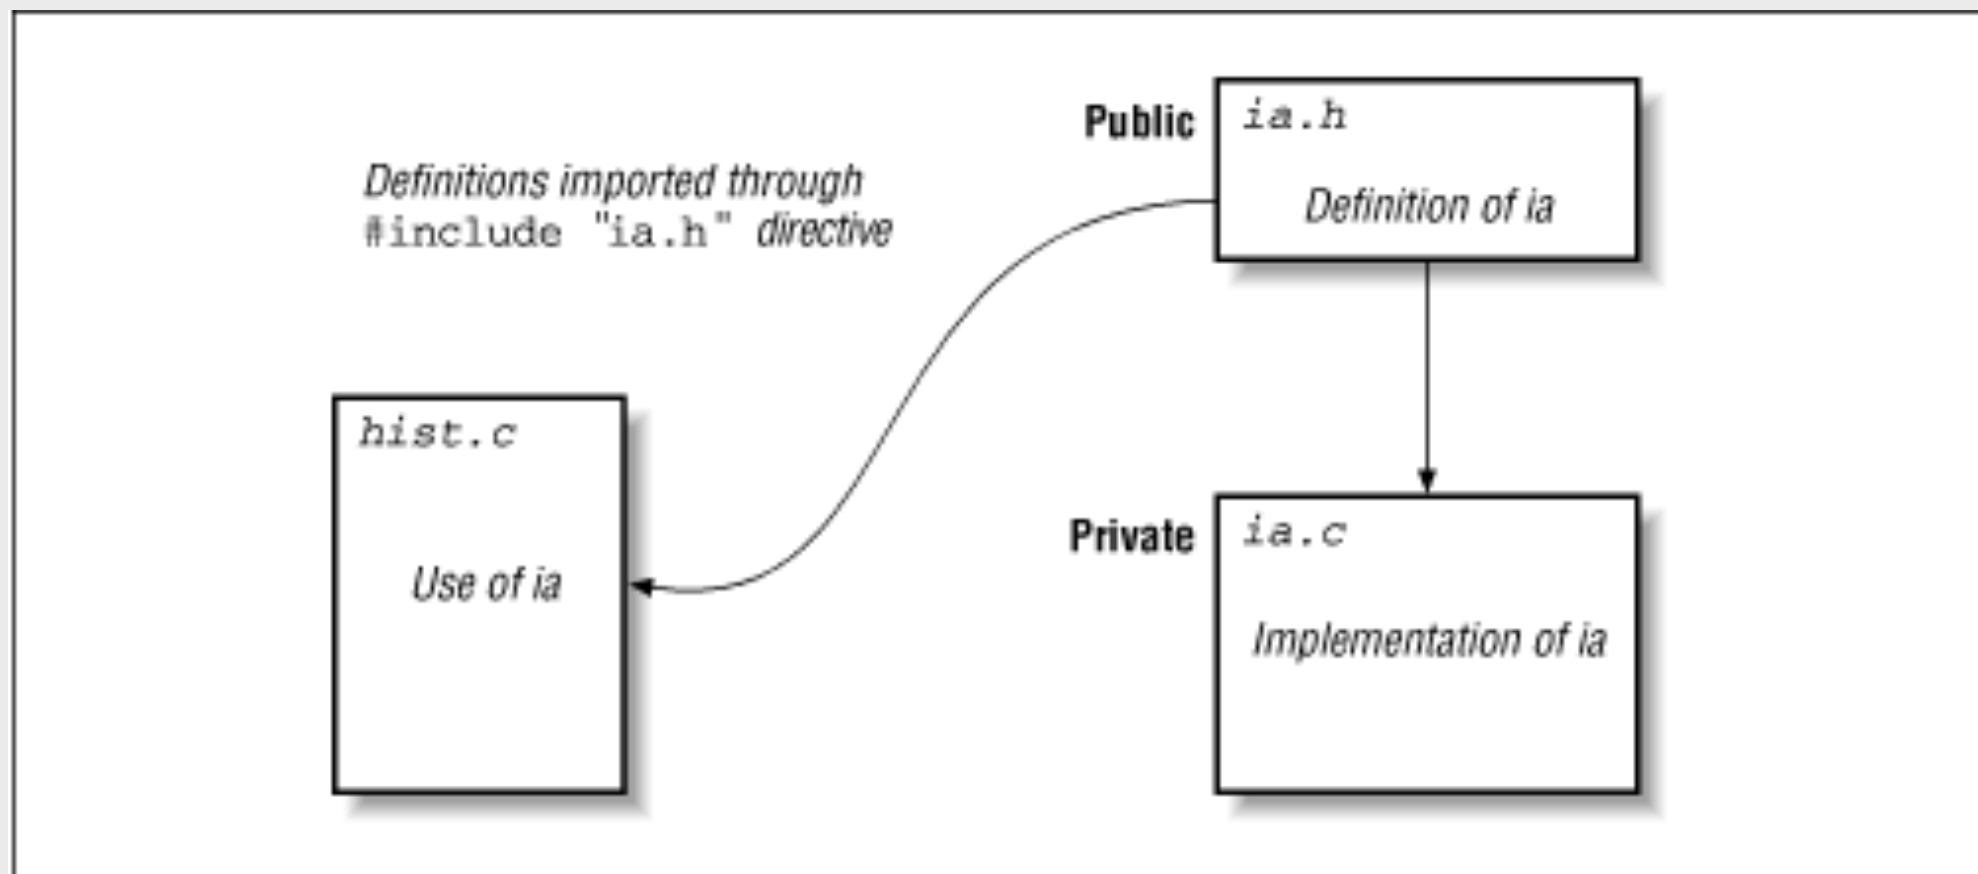 Public
ia.h
Definition of ia
Definitions imported through
#include "ia.h" directive
hist.c
Use of ia
Private
ia.c
Implementation of ia